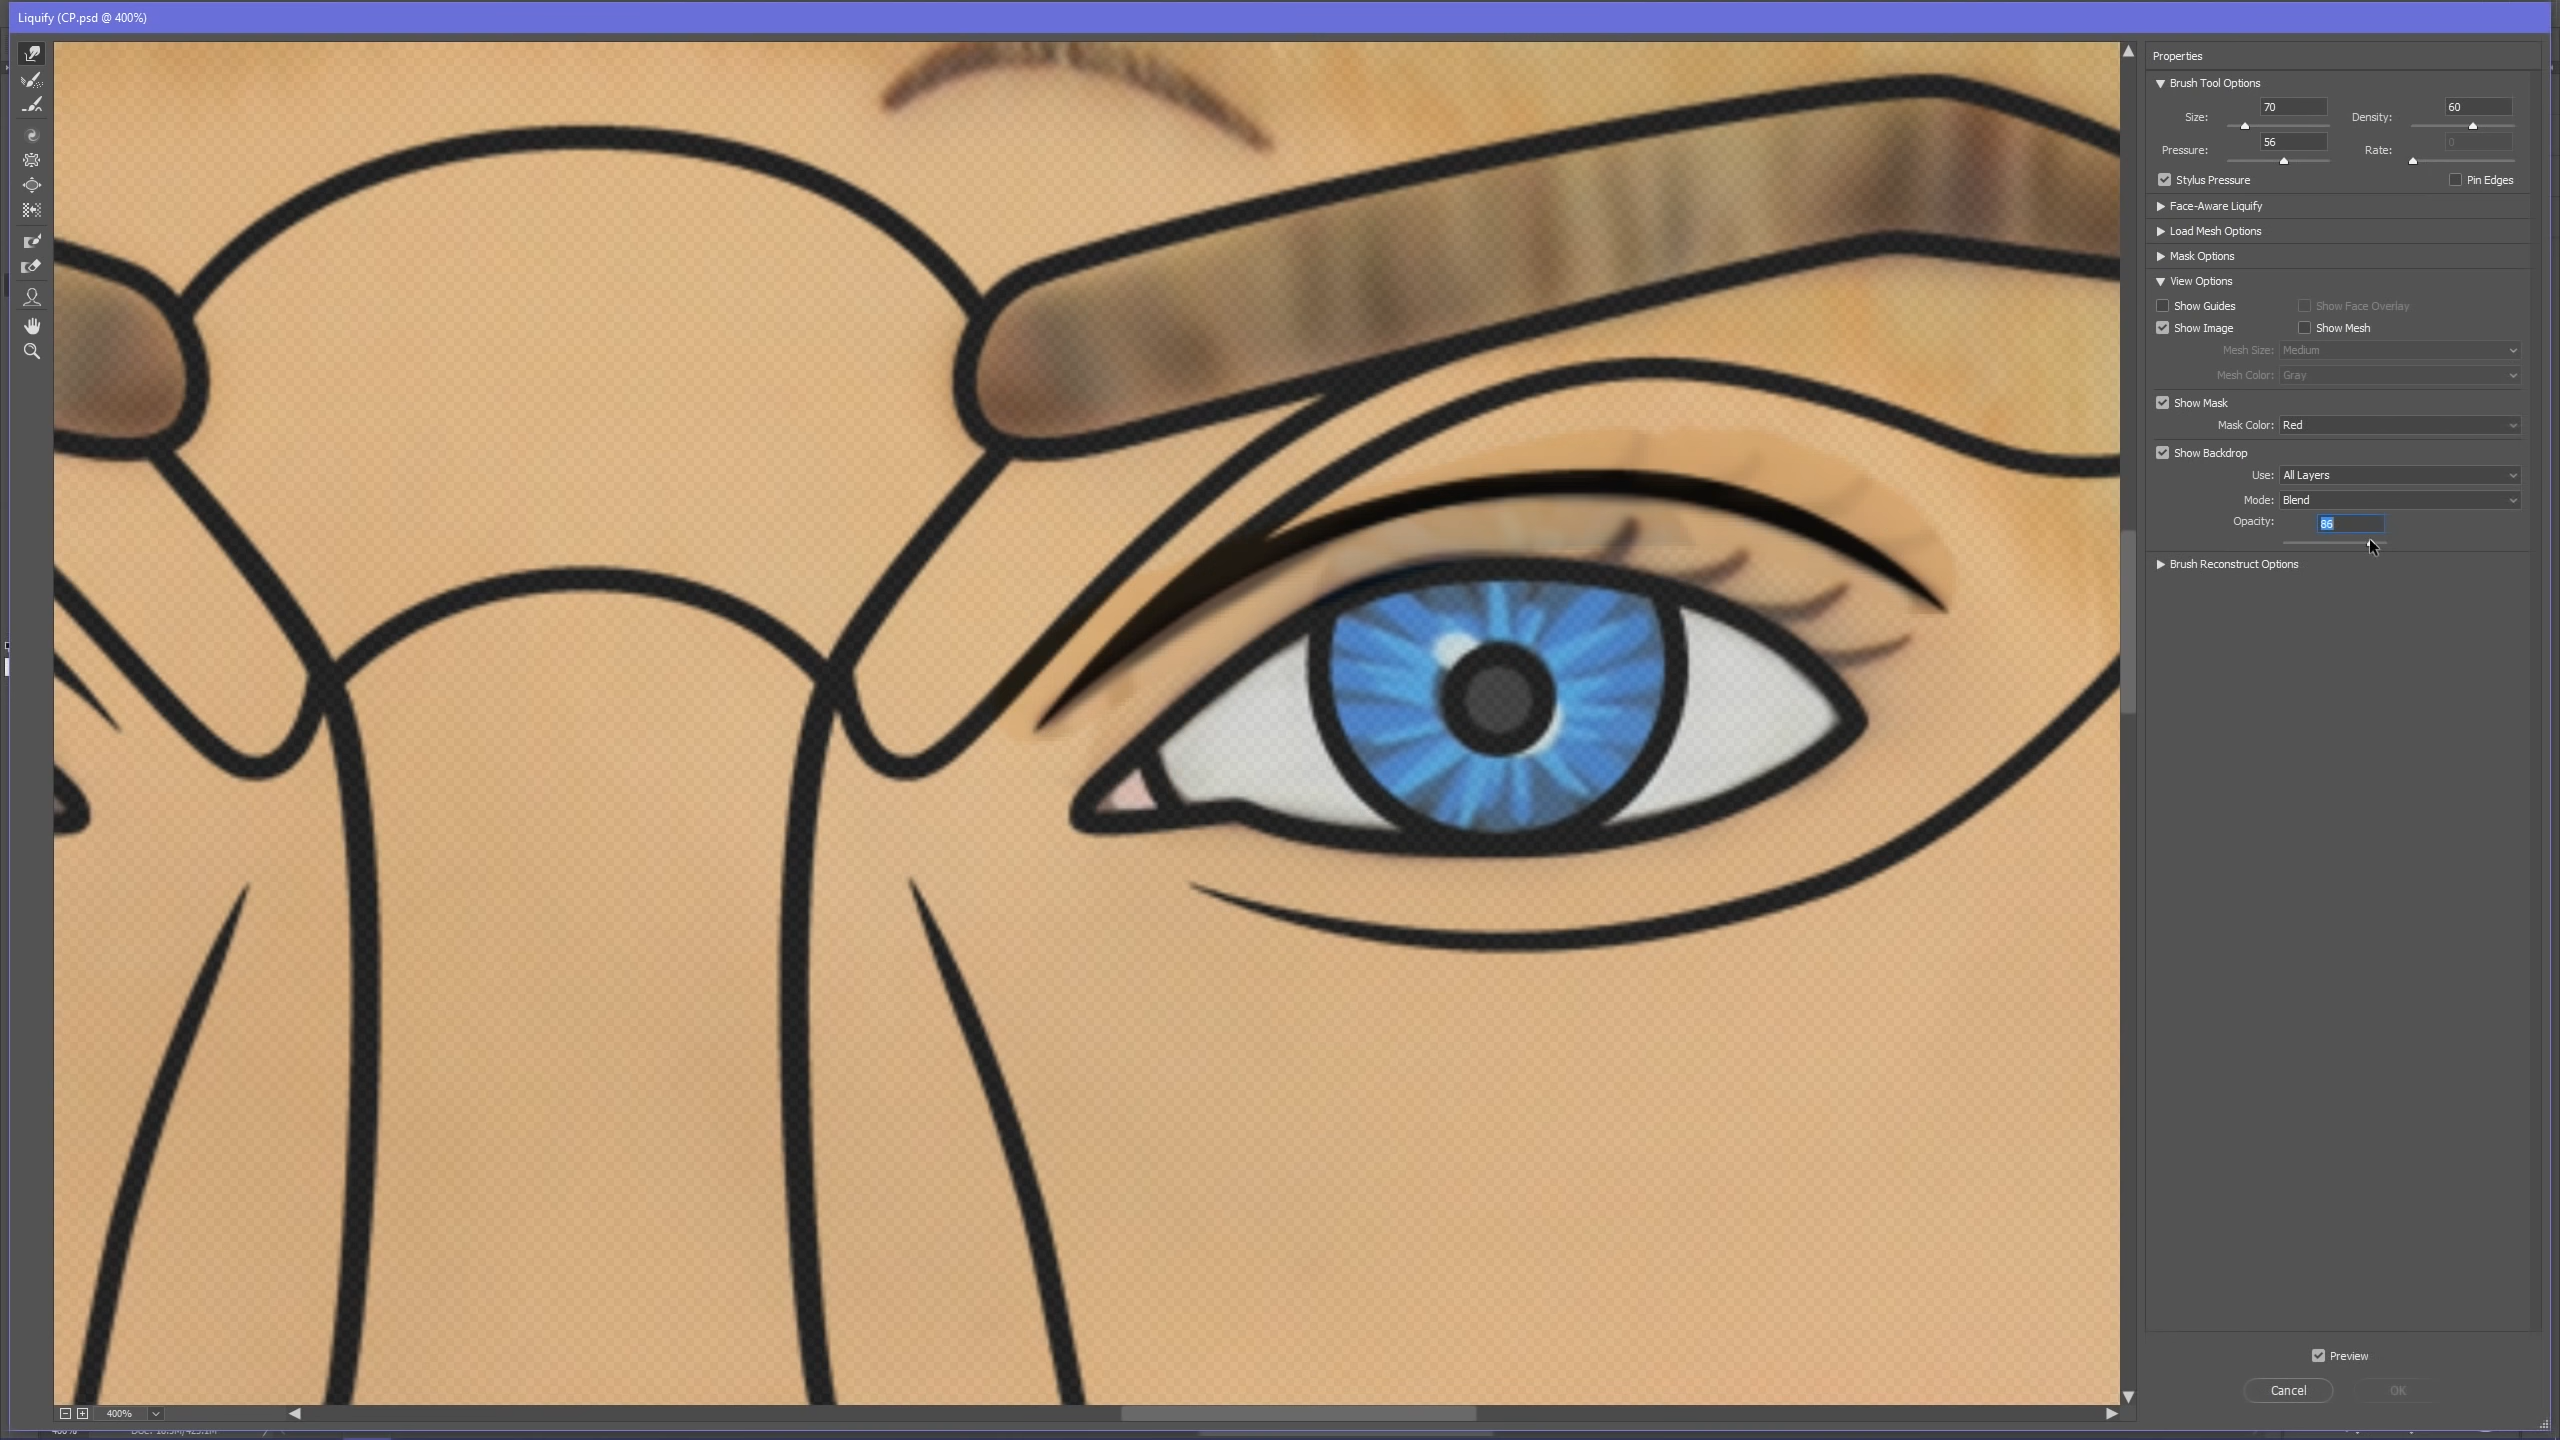 Liquify (CP.psd @ 400%)
Properties
Brush Tool Options
Size: 70 Density: 60
Pressure: 56 Rate: 0
Stylus Pressure Pin Edges
Face-Aware Liquify
Load Mesh Options
Mask Options
View Options
Show Guides Show Face Overlay
Show Image Show Mesh
Mesh Size: Medium
Mesh Color: Gray
Show Mask
Mask Color: Red
Show Backdrop
Use: All Layers
Mode: Blend
Opacity: 86
Brush Reconstruct Options
Preview
Cancel OK
400%